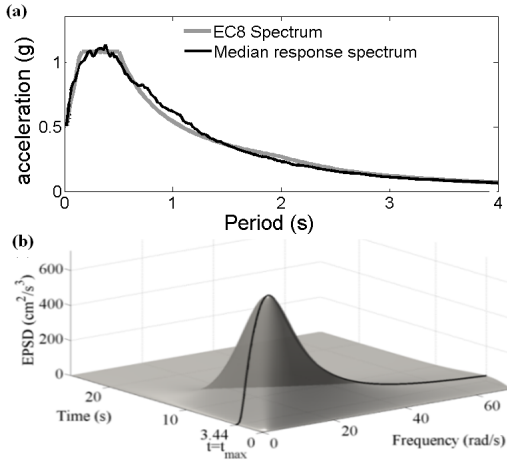 (a)
EC8 Spectrum
Median response spectrum
acceleration (g)
1
0.5
0
0 1 2 3 4
Period (s)
(b)
EPSD (cm²/s³)
600
400
200
0
20
10
3.44
t=tmax
0
Time (s)
0 20 40 60
Frequency (rad/s)